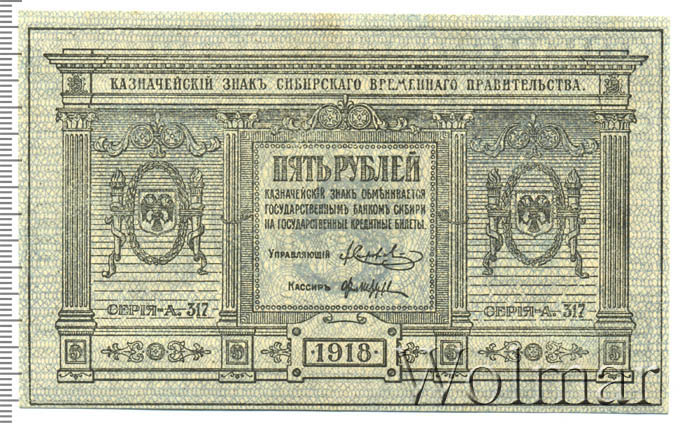 КАЗНАЧЕЙСКІЙ ЗНАКЪ СИБИРСКАГО ВРЕМЕННАГО ПРАВИТЕЛЬСТВА.
ПЯТЬ РУБЛЕЙ
КАЗНАЧЕЙСКІЙ ЗНАКЪ ОБМѢНИВАЕТСЯ
ГОСУДАРСТВЕННЫМЪ БАНКОМЪ СИБИРИ
НА ГОСУДАРСТВЕННЫЕ КРЕДИТНЫЕ БИЛЕТЫ.
УПРАВЛЯЮЩІЙ
КАССИРЪ
СЕРІЯ-А. 317 СЕРІЯ-А. 317
5 5 ·1918· 5 5
Wolmar